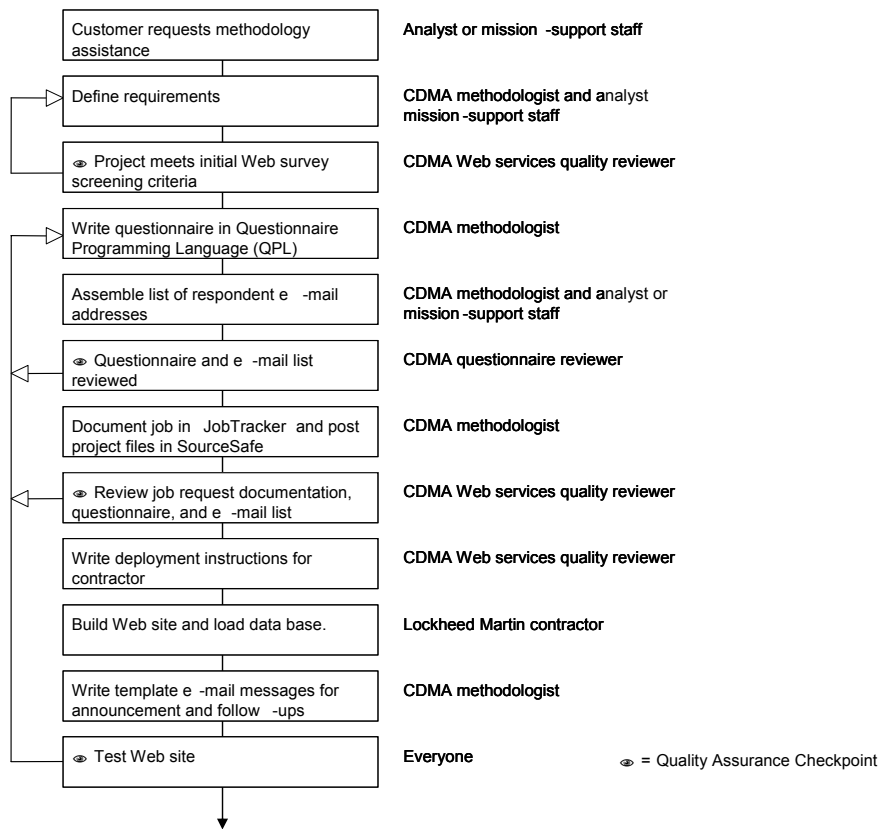 Customer requests methodology
assistance
Analyst or mission -support staff
Define requirements
CDMA methodologist and analyst
mission -support staff
Project meets initial Web survey
screening criteria
CDMA Web services quality reviewer
Write questionnaire in Questionnaire
Programming Language (QPL)
CDMA methodologist
Assemble list of respondent e -mail
addresses
CDMA methodologist and analyst or
mission -support staff
Questionnaire and e -mail list
reviewed
CDMA questionnaire reviewer
Document job in JobTracker and post
project files in SourceSafe
CDMA methodologist
Review job request documentation,
questionnaire, and e -mail list
CDMA Web services quality reviewer
Write deployment instructions for
contractor
CDMA Web services quality reviewer
Build Web site and load data base.
Lockheed Martin contractor
Write template e -mail messages for
announcement and follow -ups
CDMA methodologist
Test Web site
Everyone
= Quality Assurance Checkpoint